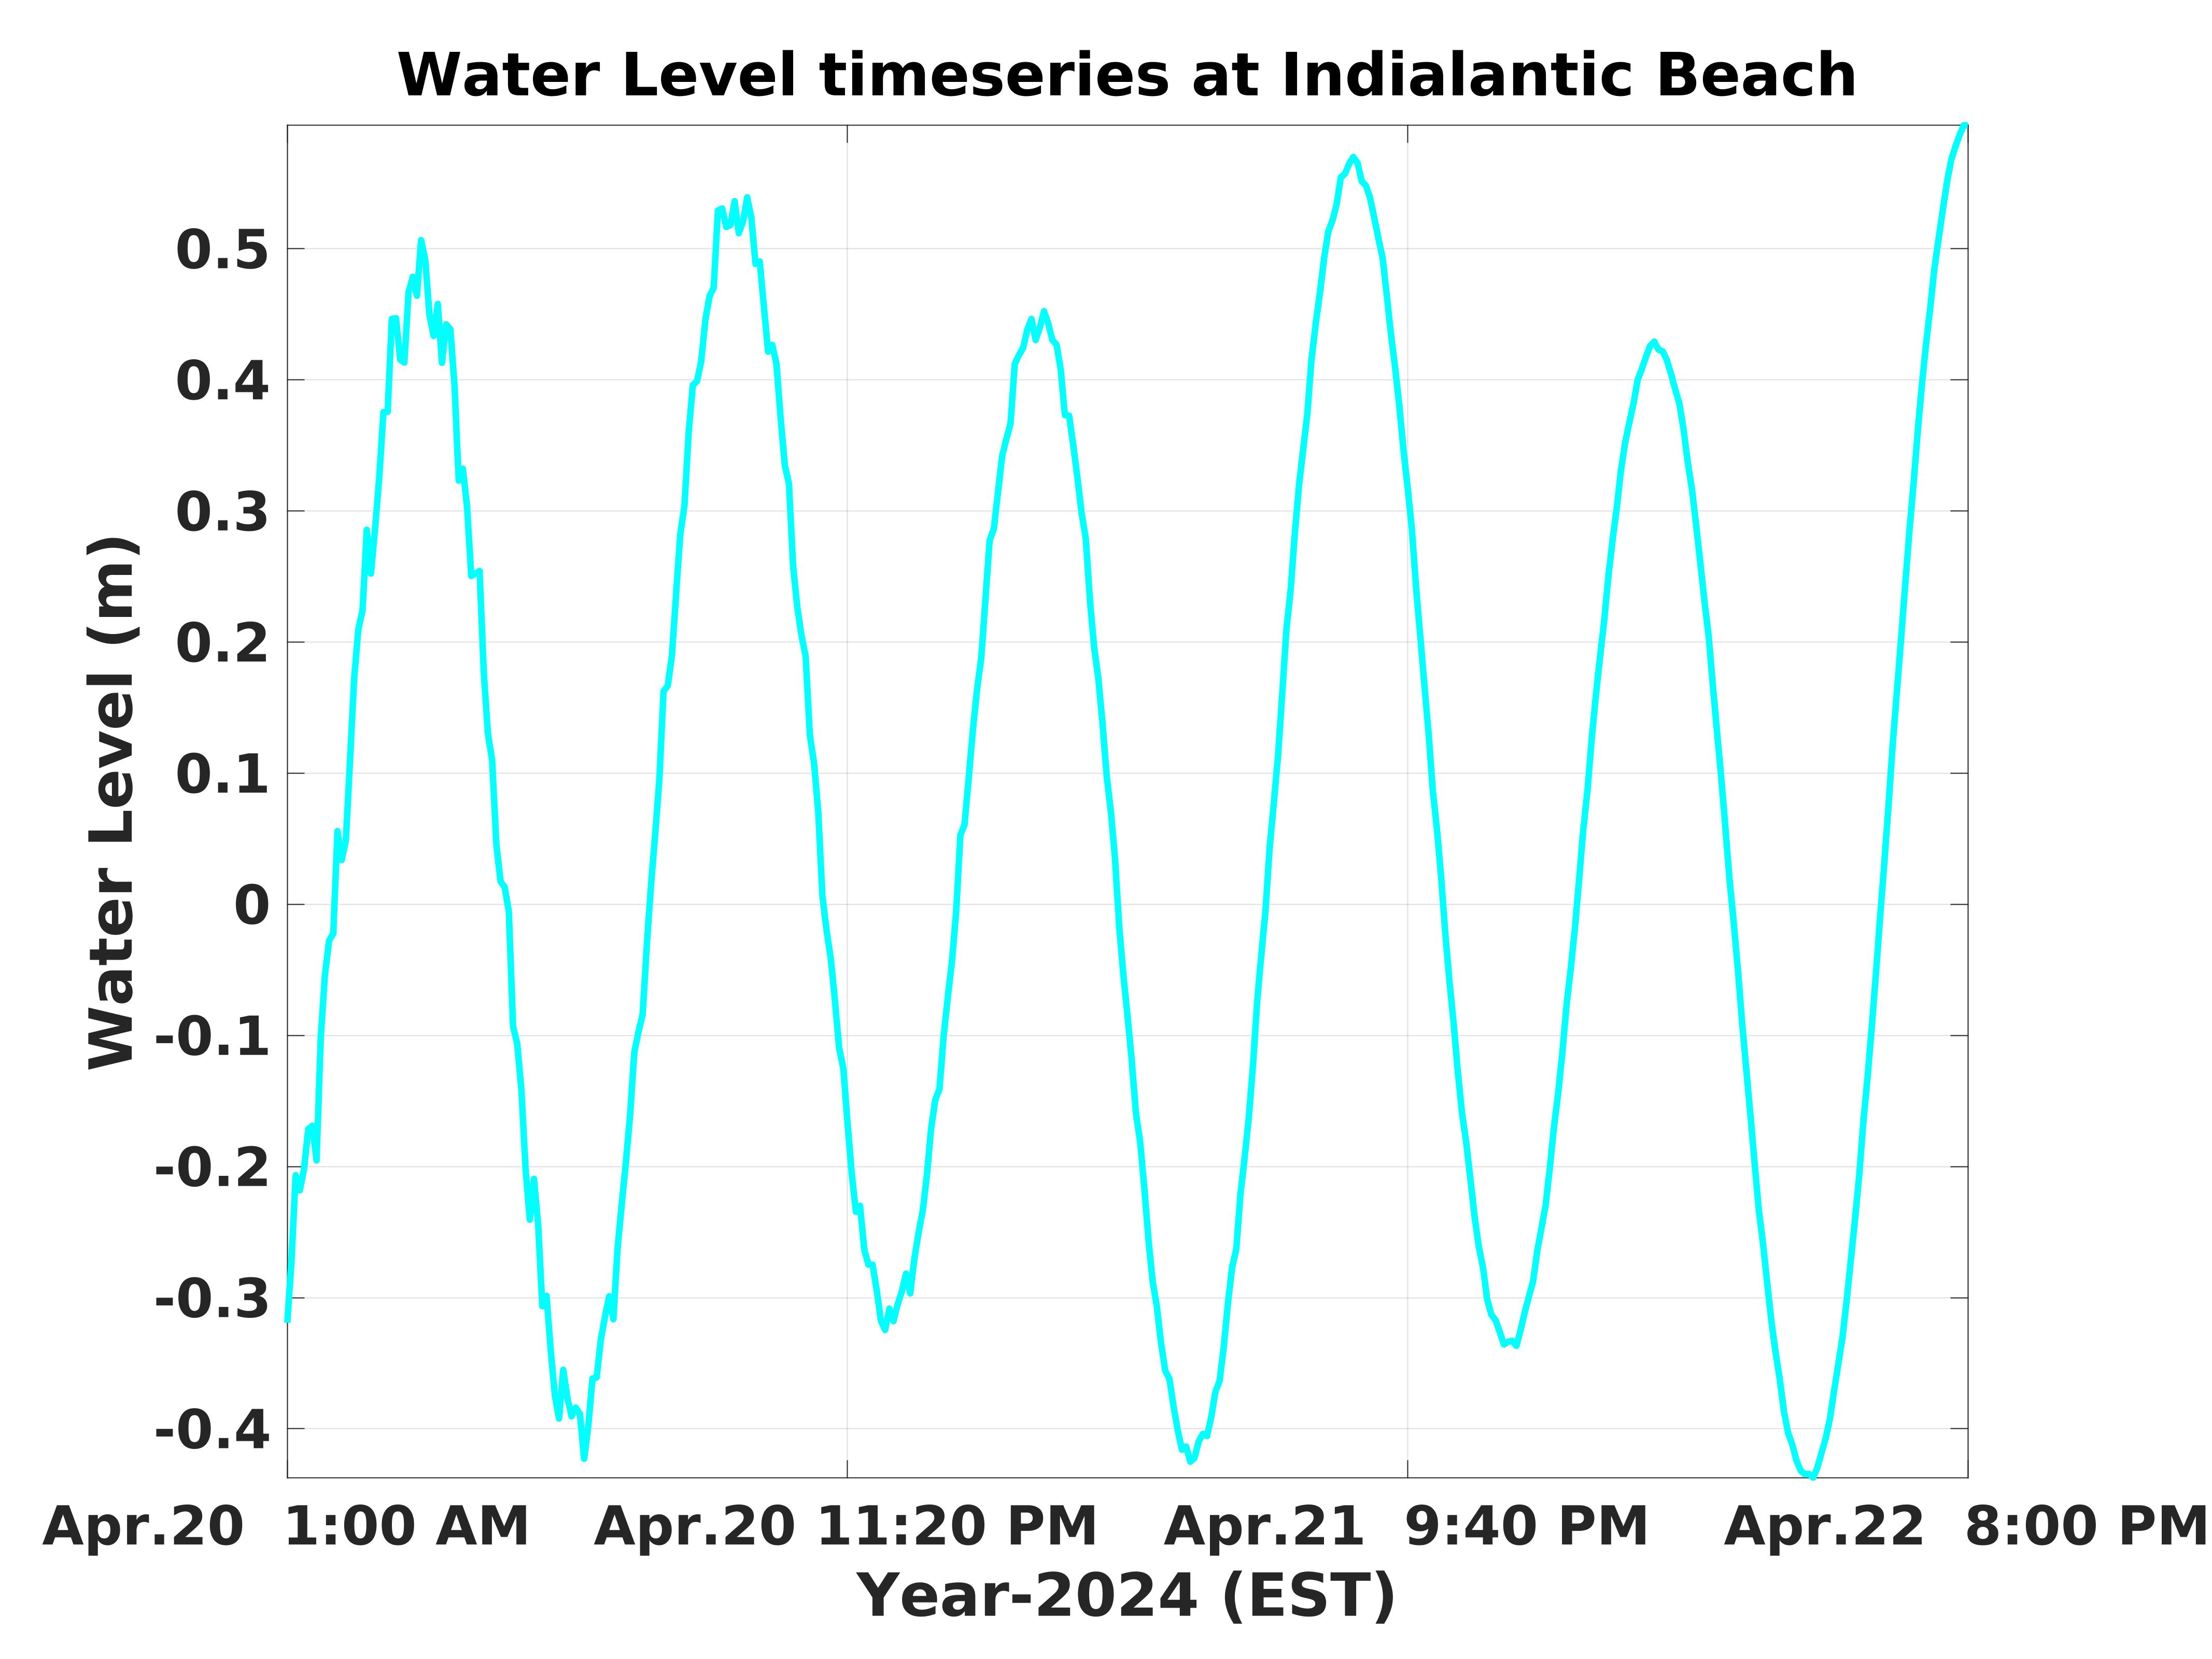 Water Level timeseries at Indialantic Beach
Water Level (m)
0.5
0.4
0.3
0.2
0.1
0
-0.1
-0.2
-0.3
-0.4
Apr.20 1:00 AM Apr.20 11:20 PM Apr.21 9:40 PM Apr.22 8:00 PM
Year-2024 (EST)